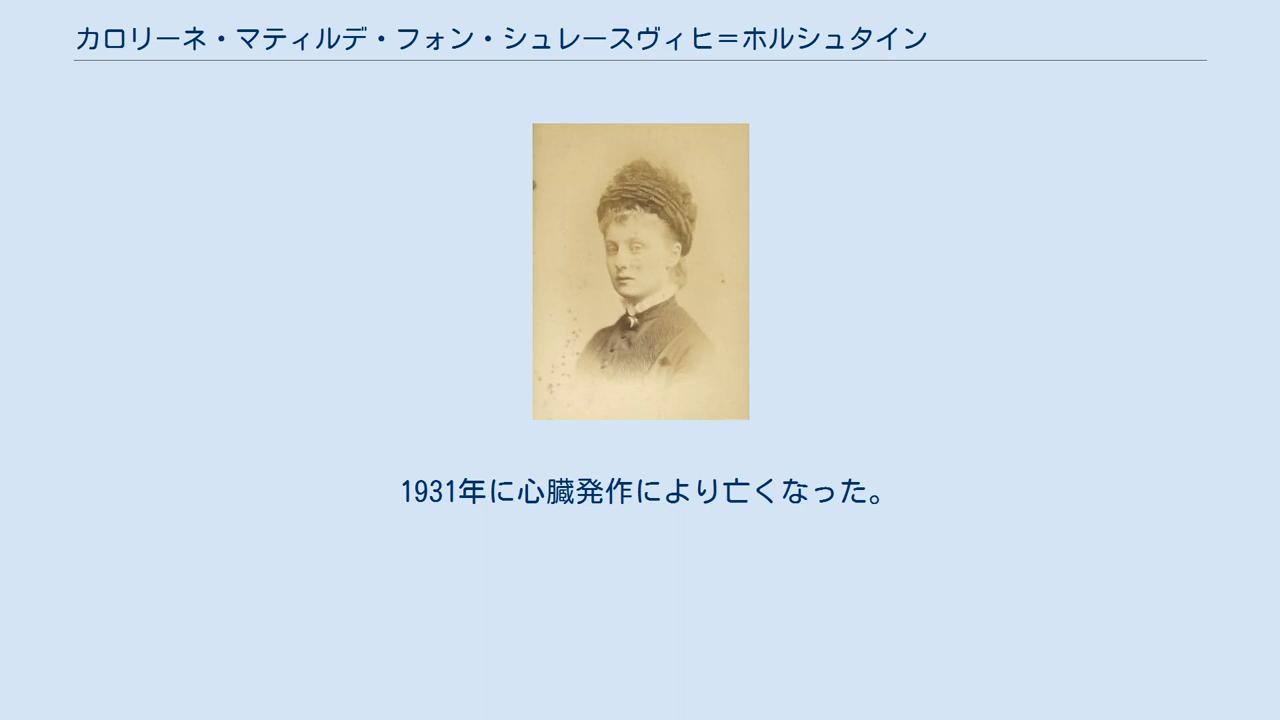 カロリーネ・マティルデ・フォン・シュレースヴィヒ＝ホルシュタイン
1931年に心臓発作により亡くなった。